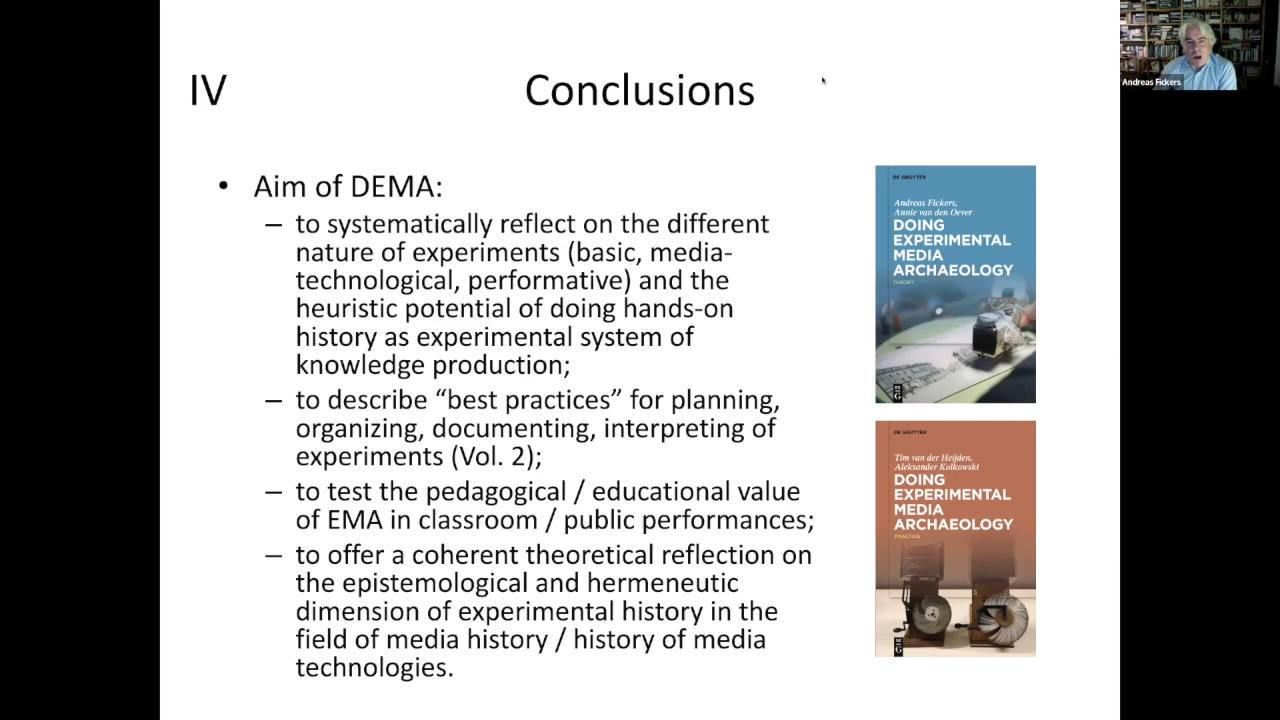 IV
Conclusions
• Aim of DEMA:
– to systematically reflect on the different
nature of experiments (basic, media-
technological, performative) and the
heuristic potential of doing hands-on
history as experimental system of
knowledge production;
– to describe “best practices” for planning,
organizing, documenting, interpreting of
experiments (Vol. 2);
– to test the pedagogical / educational value
of EMA in classroom / public performances;
– to offer a coherent theoretical reflection on
the epistemological and hermeneutic
dimension of experimental history in the
field of media history / history of media
technologies.
DE GRUYTER
Andreas Fickers,
Annie van den Oever
DOING
EXPERIMENTAL
MEDIA
ARCHAEOLOGY
THEORY
DE GRUYTER
Tim van der Heijden,
Aleksander Kolkowski
DOING
EXPERIMENTAL
MEDIA
ARCHAEOLOGY
PRACTICE
Andreas Fickers